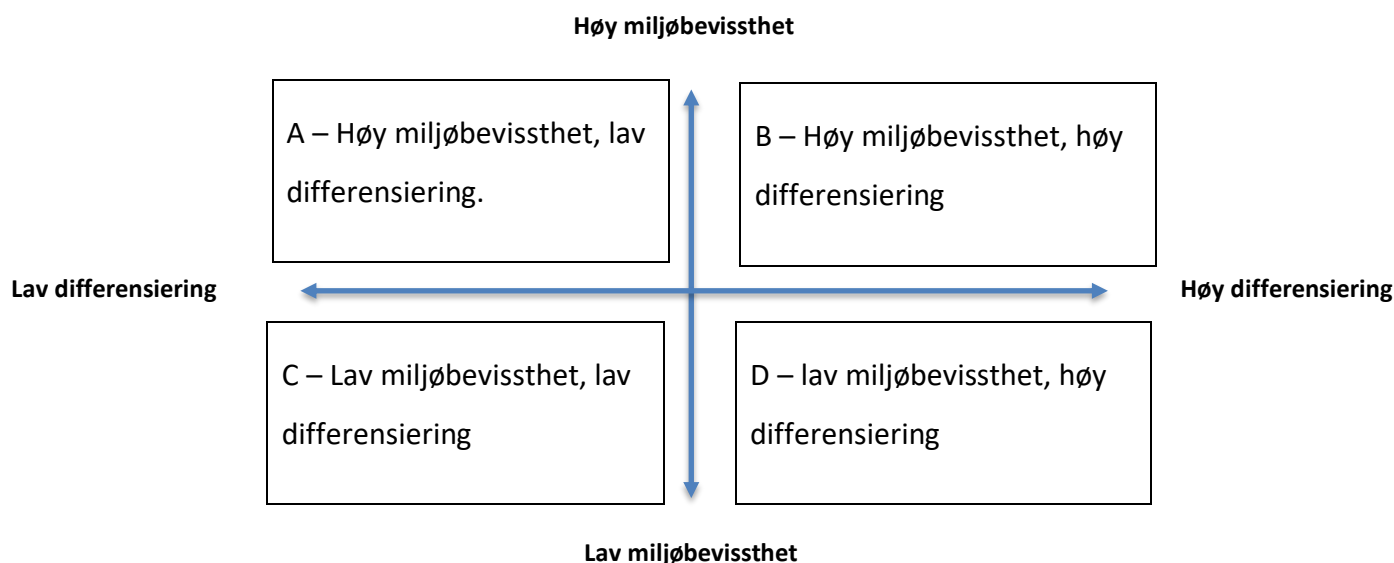 Høy miljøbevissthet
A – Høy miljøbevissthet, lav
differensiering.
B – Høy miljøbevissthet, høy
differensiering
Lav differensiering
Høy differensiering
C – Lav miljøbevissthet, lav
differensiering
D – lav miljøbevissthet, høy
differensiering
Lav miljøbevissthet